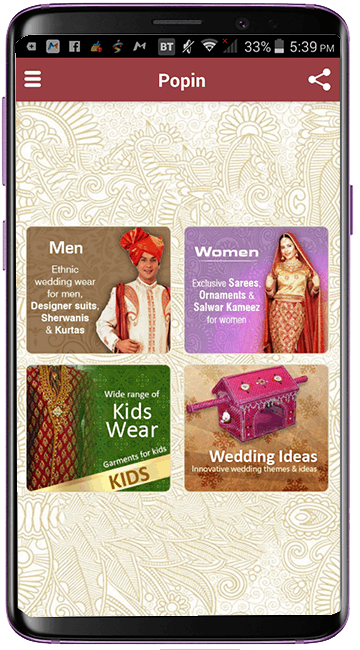 BT 33% 5:39 PM
Popin
Men
Ethnic
wedding wear
for men,
Designer suits,
Sherwanis
& Kurtas
Women
Exclusive Sarees,
Ornaments &
Salwar Kameez
for women
Wide range of
Kids
Wear
Garments for kids
KIDS
Wedding Ideas
Innovative wedding themes & ideas